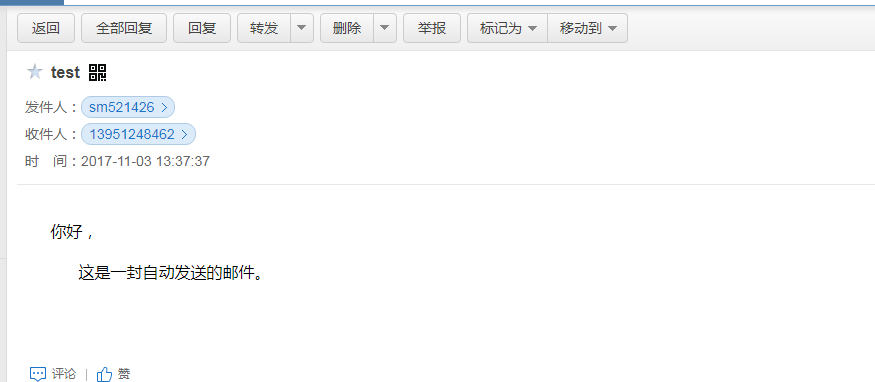 返回 全部回复 回复 转发 删除 举报 标记为 移动到
test
发件人：sm521426
收件人：13951248462
时 间：2017-11-03 13:37:37
你好，
这是一封自动发送的邮件。
评论 | 赞